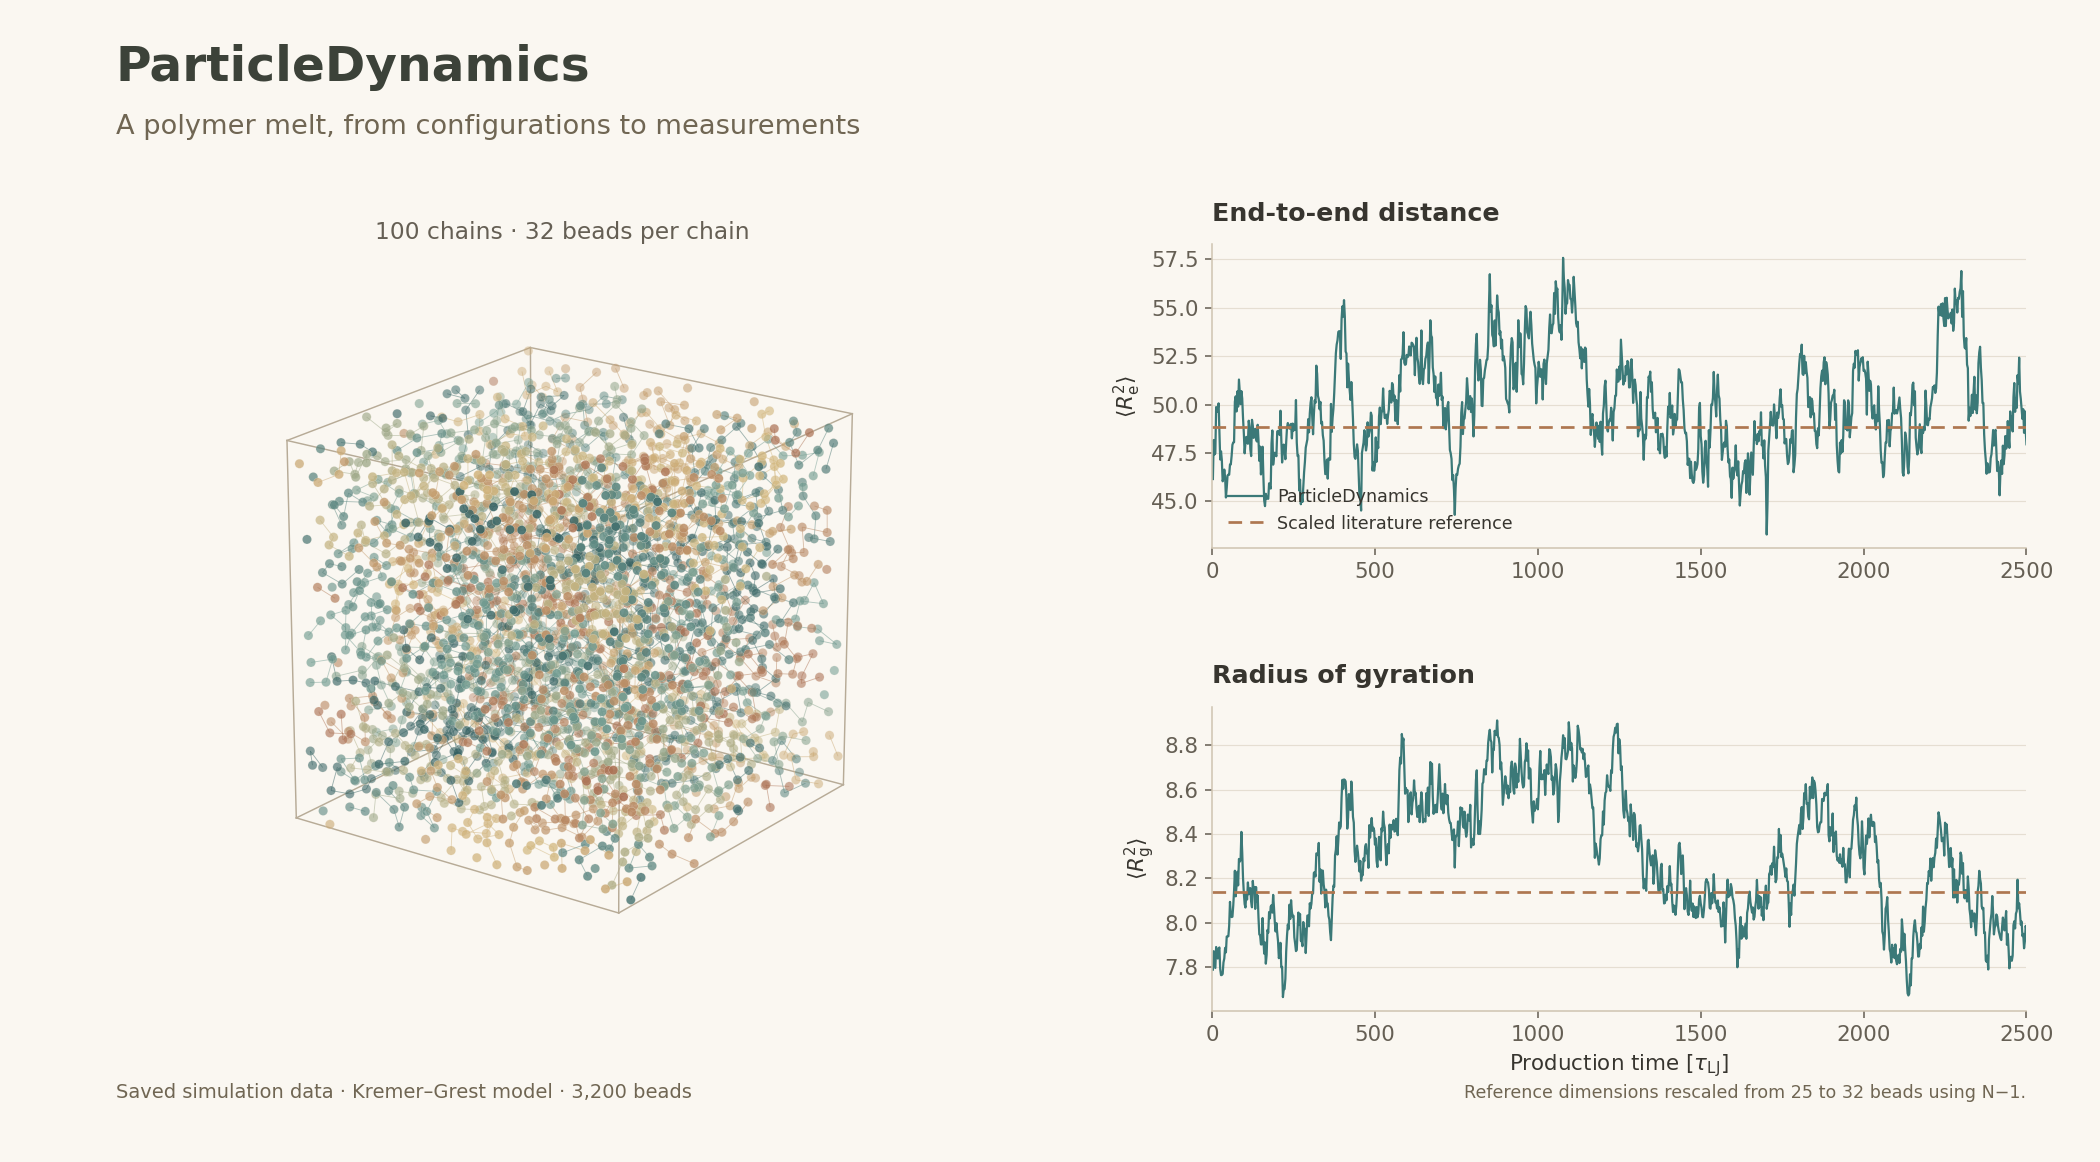 ParticleDynamics
A polymer melt, from configurations to measurements
100 chains · 32 beads per chain
End-to-end distance
57.5
55.0
52.5
50.0
47.5
45.0
⟨R²ₑ⟩
ParticleDynamics
Scaled literature reference
0 500 1000 1500 2000 2500
Radius of gyration
8.8
8.6
8.4
8.2
8.0
7.8
⟨R²g⟩
0 500 1000 1500 2000 2500
Production time [τLJ]
Saved simulation data · Kremer–Grest model · 3,200 beads
Reference dimensions rescaled from 25 to 32 beads using N−1.